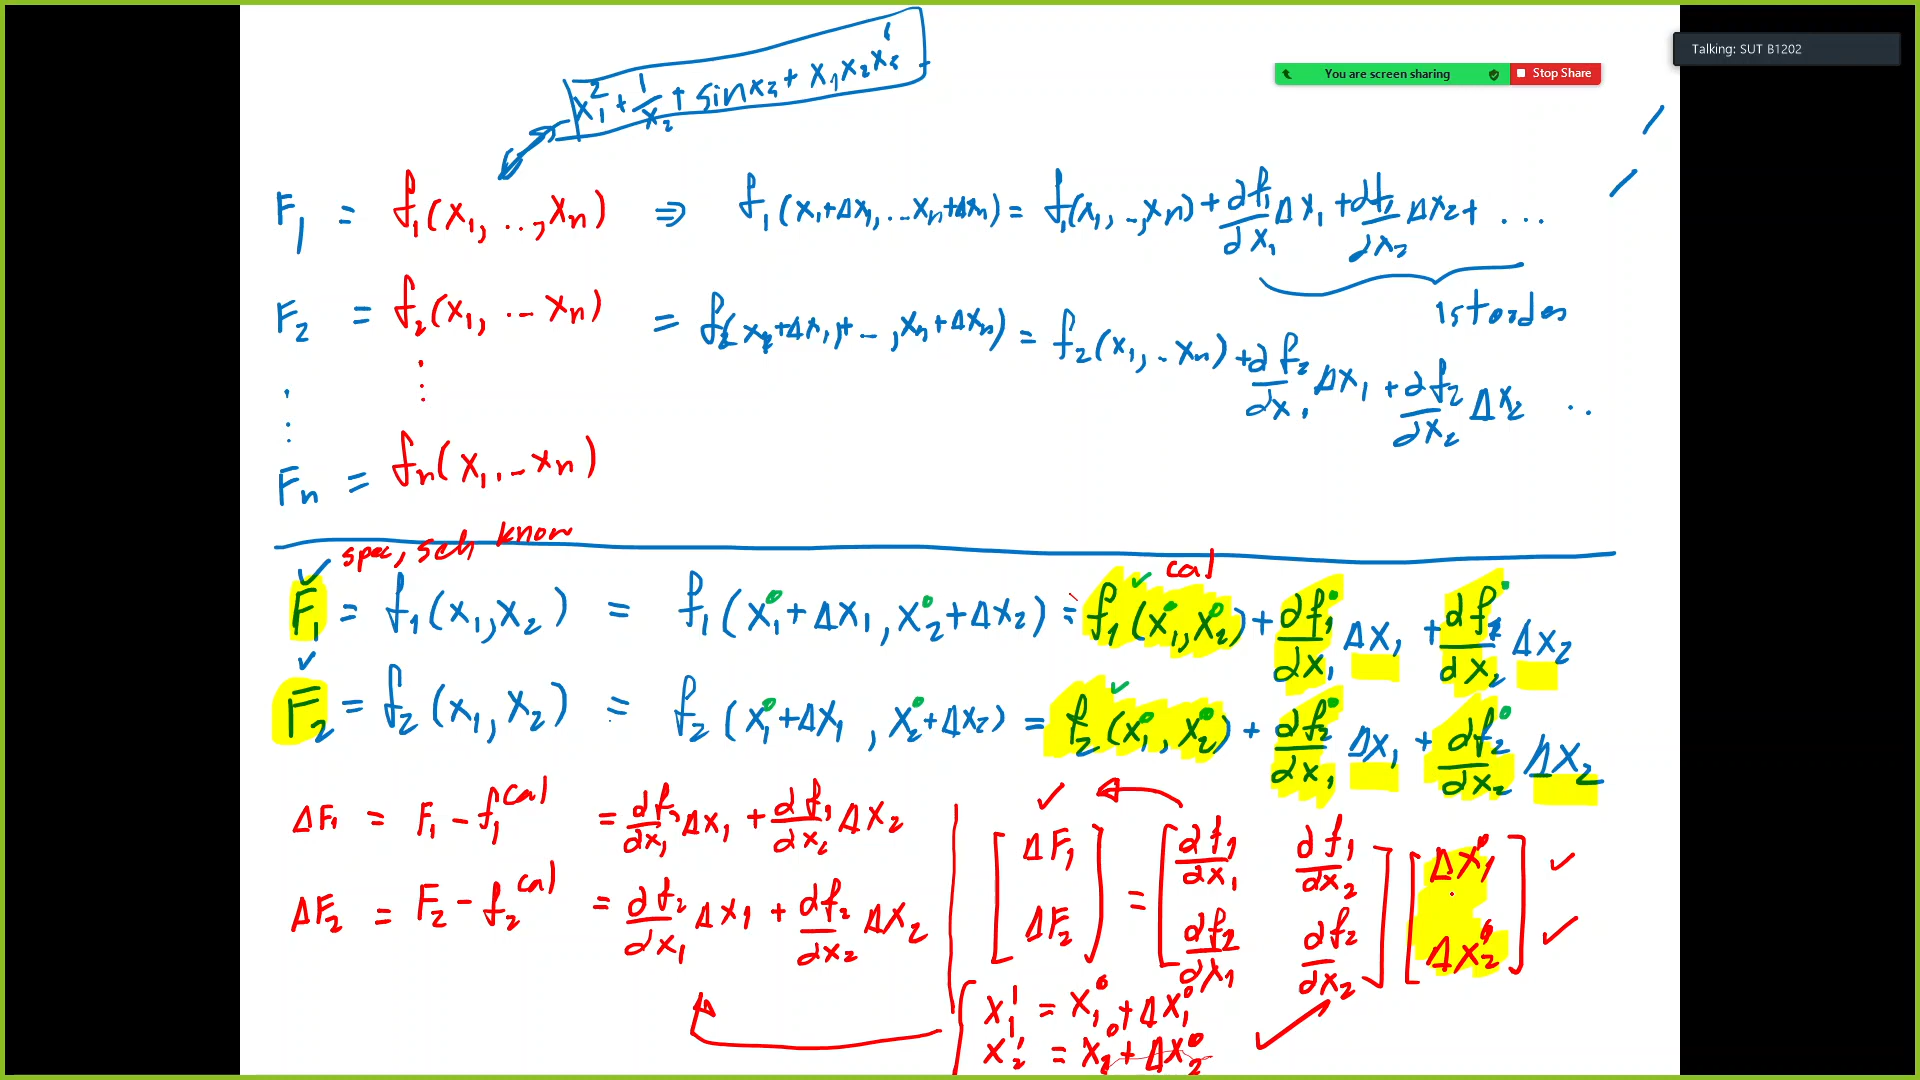 Talking: SUT B1202
You are screen sharing
Stop Share
x₁² + 1/x₂ + sin x₃ + x₁x₂x₃⁶
F₁ = f₁(x₁, .., xₙ) ⇒ f₁(x₁+Δx₁, ... xₙ+Δxₙ) = f₁(x₁, .., xₙ) + ∂f₁/∂x₁ Δx₁ + ∂f₁/∂x₂ Δx₂ + ...
1st order
F₂ = f₂(x₁, .. xₙ) = f₂(x₂+Δx₁,+ - , xₙ+Δxₙ) = f₂(x₁, .. xₙ) + ∂f₂/∂x₁ Δx₁ + ∂f₂/∂x₂ Δx₂ ..
⋮ ⋮
Fₙ = fₙ(x₁, .. xₙ)
✓ spec, sch know
cal
F₁ = f₁(x₁, x₂) = f₁(x₁⁰+Δx₁, x₂⁰+Δx₂) = f₁(x₁⁰, x₂⁰) + ∂f₁⁰/∂x₁ Δx₁ + ∂f₁⁰/∂x₂ Δx₂
F₂ = f₂(x₁, x₂) = f₂(x₁⁰+Δx₁, x₂⁰+Δx₂) = f₂(x₁⁰, x₂⁰) + ∂f₂⁰/∂x₁ Δx₁ + ∂f₂⁰/∂x₂ Δx₂
ΔF₁ = F₁ - f₁^cal = ∂f₁/∂x₁ Δx₁ + ∂f₁/∂x₂ Δx₂
ΔF₂ = F₂ - f₂^cal = ∂f₂/∂x₁ Δx₁ + ∂f₂/∂x₂ Δx₂
[ΔF₁ ΔF₂] = [∂f₁/∂x₁ ∂f₁/∂x₂ ∂f₂/∂x₁ ∂f₂/∂x₂] [Δx₁⁰ Δx₂⁰]
x₁¹ = x₁⁰ + Δx₁⁰
x₂¹ = x₂⁰ + Δx₂⁰